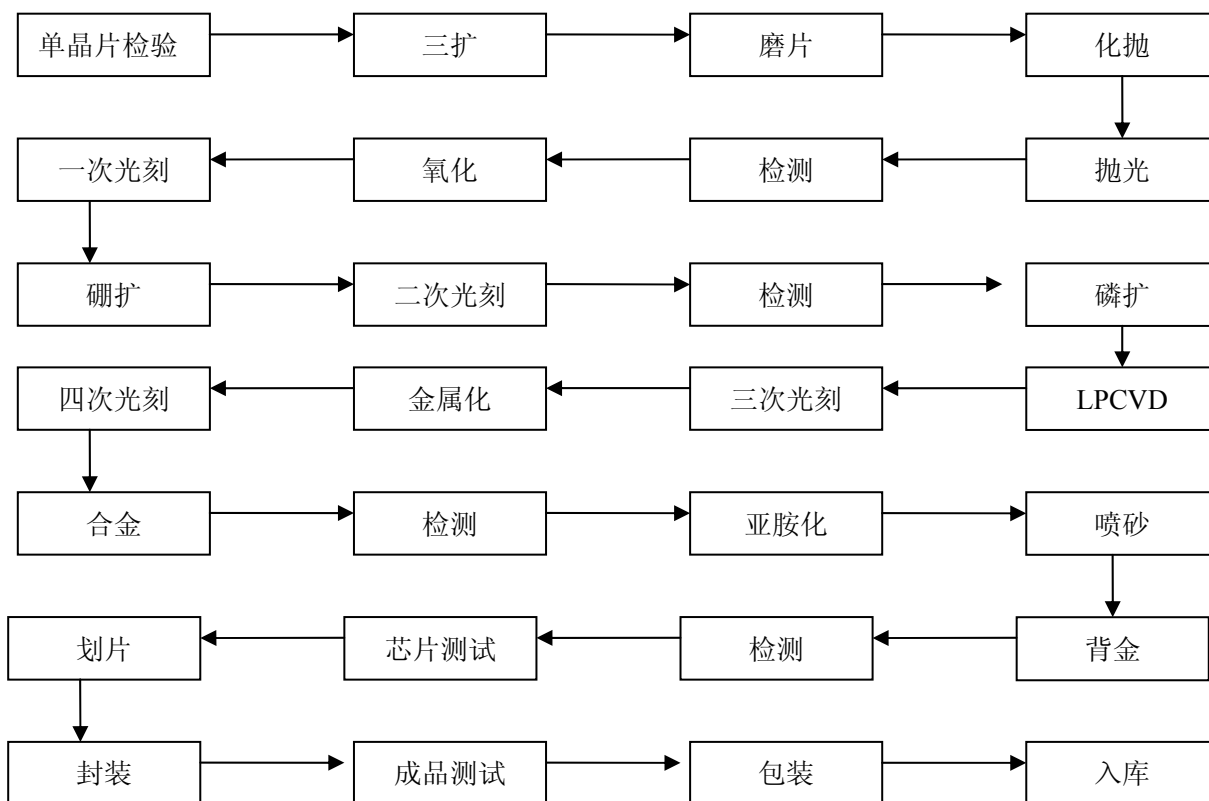 单晶片检验
三扩
磨片
化抛
一次光刻
氧化
检测
抛光
硼扩
二次光刻
检测
磷扩
四次光刻
金属化
三次光刻
LPCVD
合金
检测
亚胺化
喷砂
划片
芯片测试
检测
背金
封装
成品测试
包装
入库